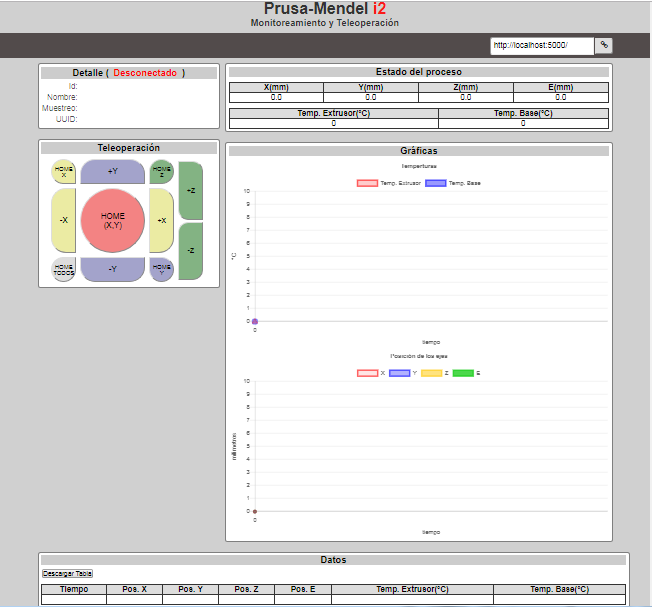 Prusa-Mendel i2
Monitoreamiento y Teleoperación
http://localhost:5000/
Detalle ( Desconectado )
Id:
Nombre:
Muestreo:
UUID:
Estado del proceso
X(mm) Y(mm) Z(mm) E(mm)
0.0 0.0 0.0 0.0
Temp. Extrusor(°C) Temp. Base(°C)
0 0
Teleoperación
HOME X
+Y
HOME Z
+Z
-X
HOME (X,Y)
+X
-Z
HOME TODOS
-Y
HOME Y
Gráficas
Temperturas
Temp. Extrusor Temp. Base
10
9
8
7
6
5
4
3
2
1
0
°C
0
tiempo
Posición de los ejes
X Y Z E
10
9
8
7
6
5
4
3
2
1
0
milimetros
0
tiempo
Datos
Descargar Tabla
Tiempo Pos. X Pos. Y Pos. Z Pos. E Temp. Extrusor(°C) Temp. Base(°C)